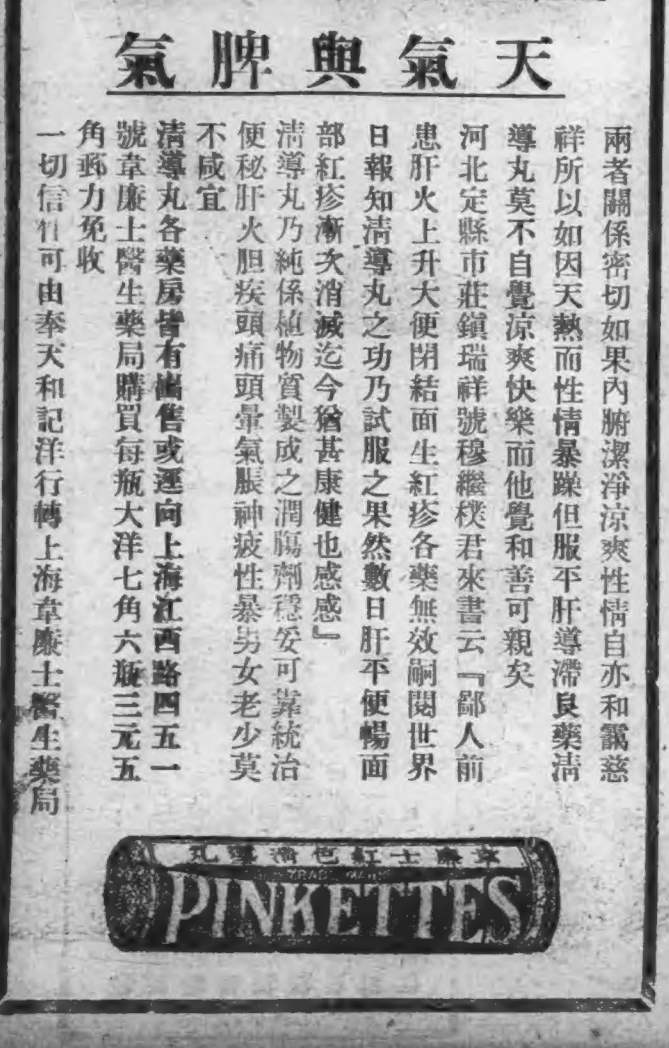 天氣與脾氣
兩者關係密切如果內腑潔淨涼爽性情自亦和靄慈
祥所以如因天熱而性情暴躁但服平肝導滯良藥清
導丸莫不自覺涼爽快樂而他覺和善可親矣
河北定縣市莊鎭瑞祥號穆繼樸君來書云『鄙人前
患肝火上升大便閉結面生紅疹各藥無效嗣閱世界
日報知清導丸之功乃試服之果然數日肝平便暢面
部紅疹漸次消滅迄今猶甚康健也感感』
清導丸乃純係植物質製成之潤腸劑穩妥可靠統治
便秘肝火胆疾頭痛頭暈氣脹神疲性暴男女老少莫
不咸宜
清導丸各藥房皆有出售或逕向上海江西路四五一
號韋廉士醫生藥局購買每瓶大洋七角六瓶三元五
角郵力免收
一切信件可由奉天和記洋行轉上海韋廉士醫生藥局
韋廉士紅色清導丸
TRADE MARK
PINKETTES